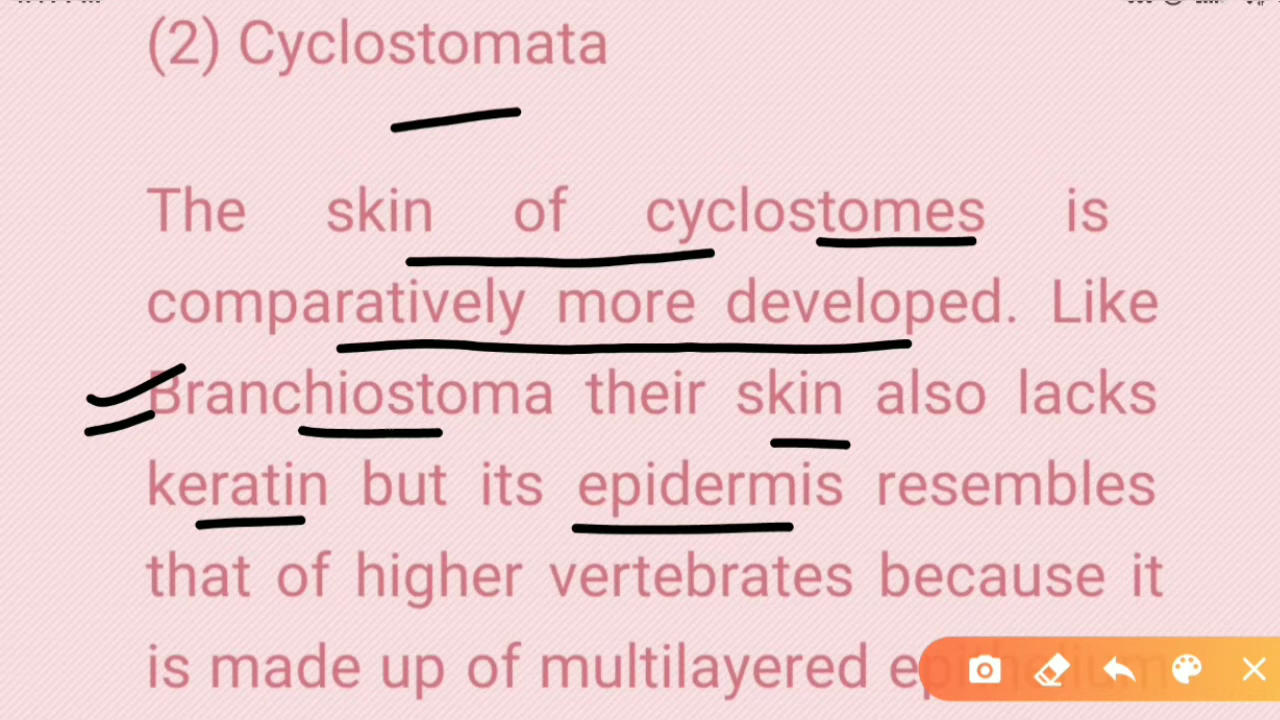 (2) Cyclostomata
The skin of cyclostomes is
comparatively more developed. Like
Branchiostoma their skin also lacks
keratin but its epidermis resembles
that of higher vertebrates because it
is made up of multilayered epithelium